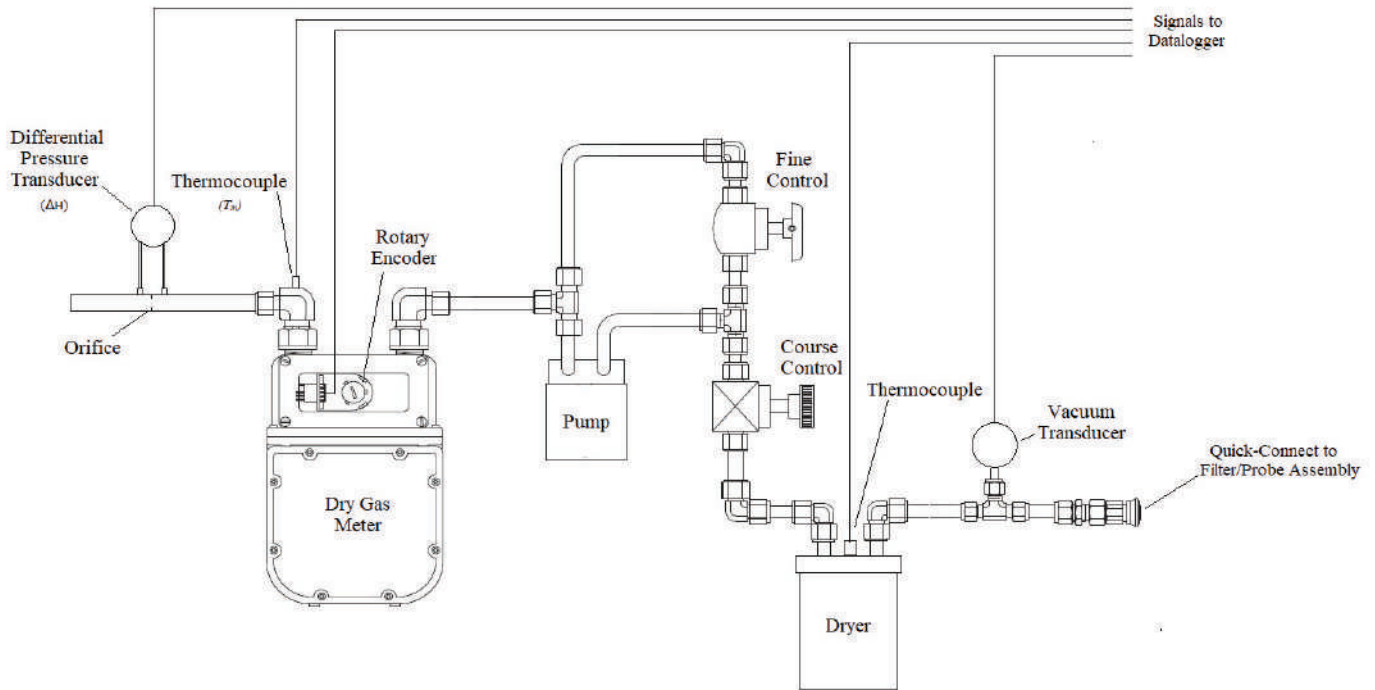 Signals to
Datalogger
Differential
Pressure
Transducer
(ΔH)
Thermocouple
Rotary
Encoder
Fine
Control
Orifice
Course
Control
Pump
Thermocouple
Vacuum
Transducer
Quick-Connect to
Filter/Probe Assembly
Dry Gas
Meter
Dryer